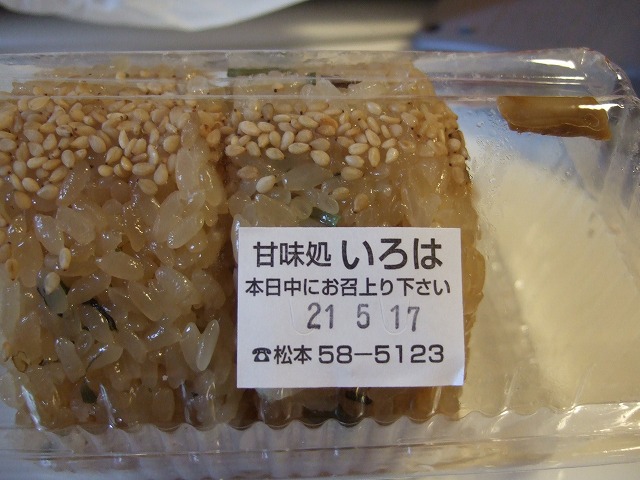 甘味処 いろは
本日中にお召上り下さい
21 5 17
☎松本 58-5123